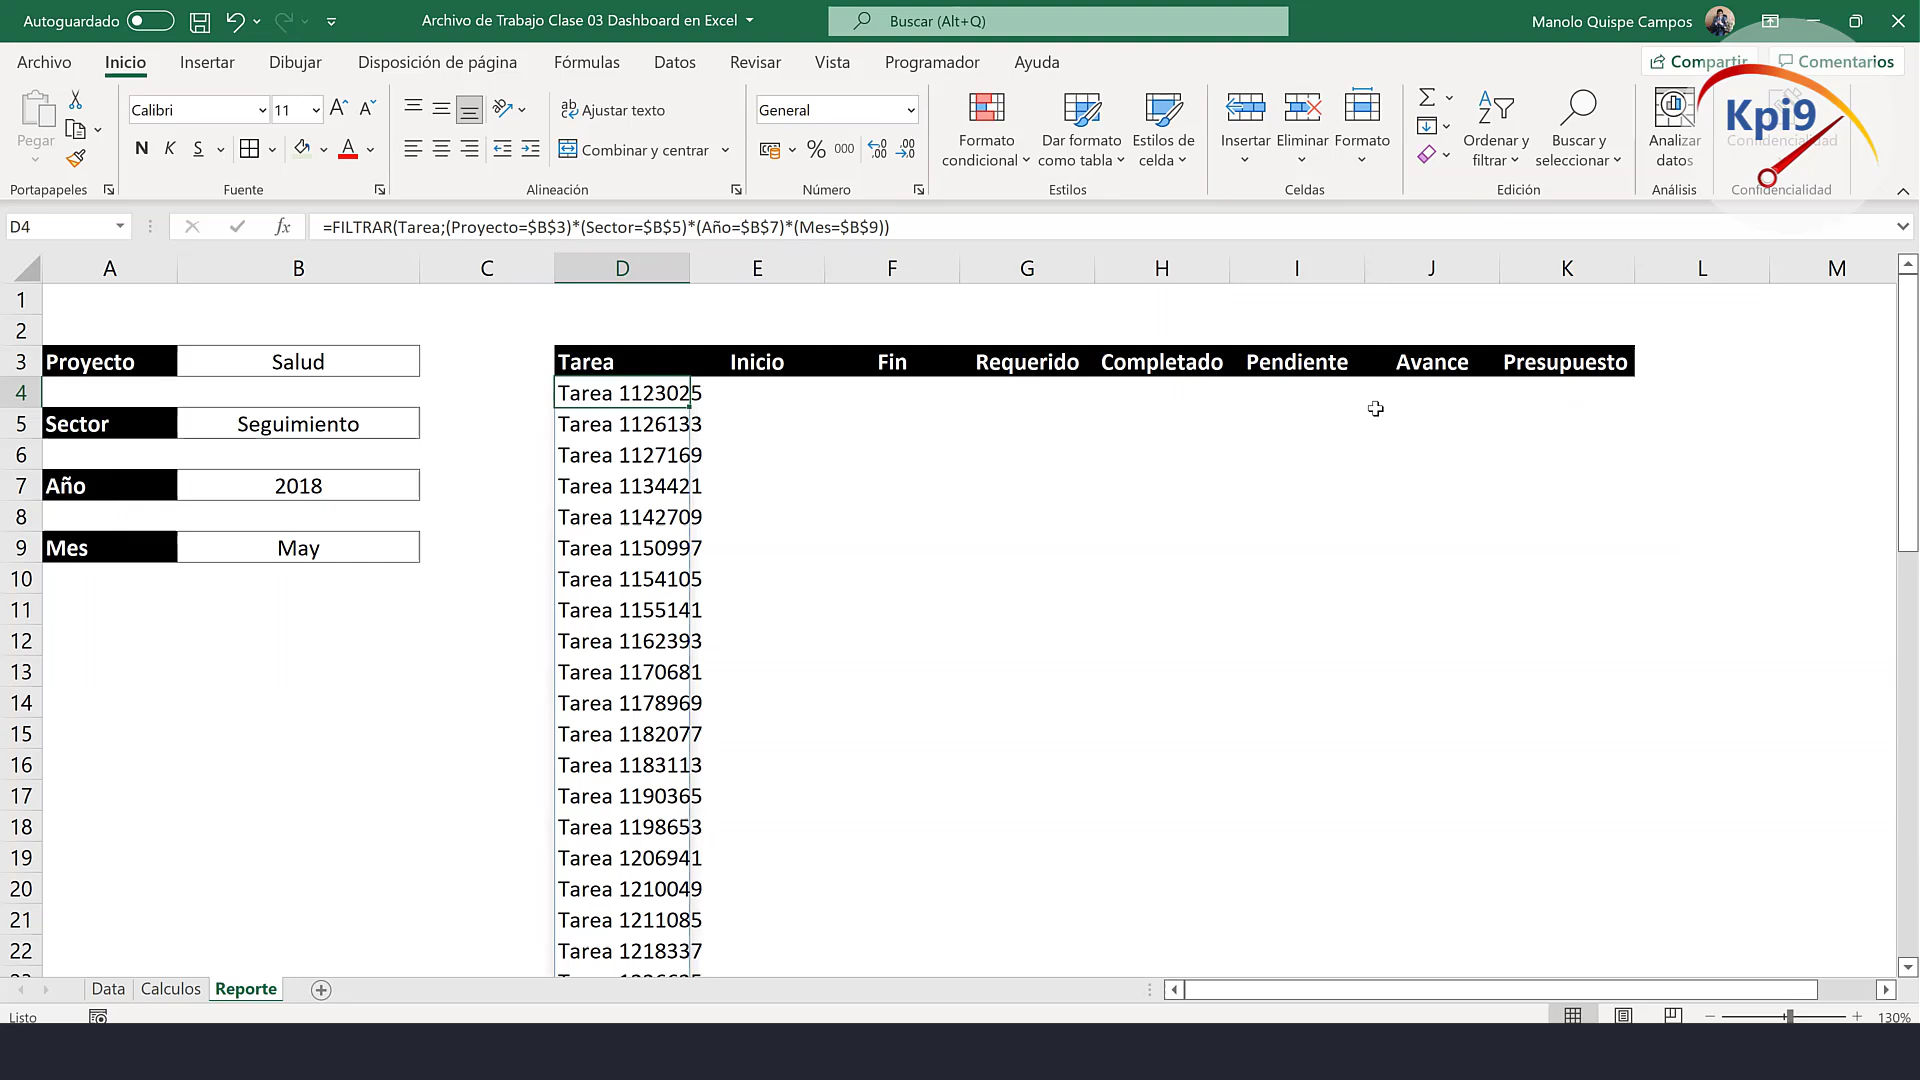 Autoguardado
Archivo de Trabajo Clase 03 Dashboard en Excel
Buscar (Alt+Q)
Manolo Quispe Campos
Archivo Inicio Insertar Dibujar Disposición de página Fórmulas Datos Revisar Vista Programador Ayuda
Compartir Comentarios
Pegar
Portapapeles
Calibri 11
N K S
Fuente
Ajustar texto
Combinar y centrar
Alineación
General
% 000
Número
Formato condicional
Dar formato como tabla
Estilos de celda
Estilos
Insertar
Eliminar
Formato
Celdas
Ordenar y filtrar
Buscar y seleccionar
Edición
Analizar datos
Análisis
Confidencialidad
Confidencialidad
Kpi9
D4
fx
=FILTRAR(Tarea;(Proyecto=$B$3)*(Sector=$B$5)*(Año=$B$7)*(Mes=$B$9))
A B C D E F G H I J K L M
1
2
3 Proyecto Salud Tarea Inicio Fin Requerido Completado Pendiente Avance Presupuesto
4 Tarea 1123025
5 Sector Seguimiento Tarea 1126133
6 Tarea 1127169
7 Año 2018 Tarea 1134421
8 Tarea 1142709
9 Mes May Tarea 1150997
10 Tarea 1154105
11 Tarea 1155141
12 Tarea 1162393
13 Tarea 1170681
14 Tarea 1178969
15 Tarea 1182077
16 Tarea 1183113
17 Tarea 1190365
18 Tarea 1198653
19 Tarea 1206941
20 Tarea 1210049
21 Tarea 1211085
22 Tarea 1218337
Data Calculos Reporte
Listo
130%